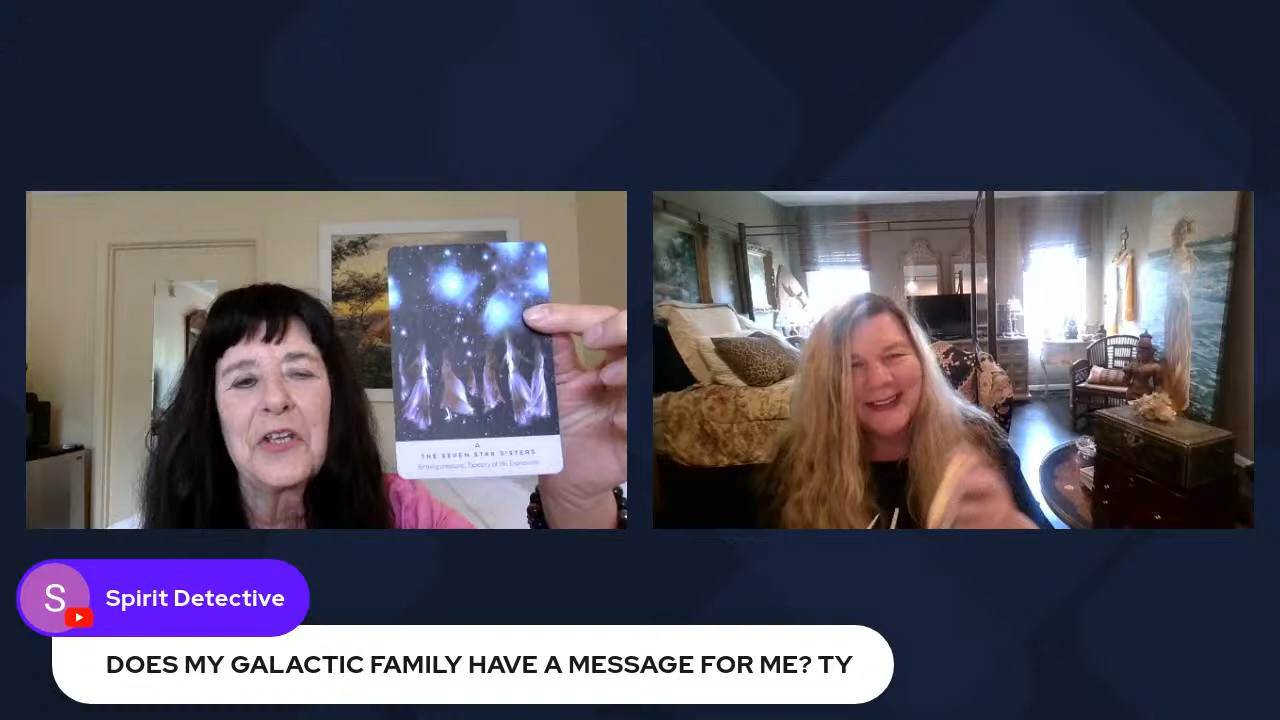 THE SEVEN STAR SISTERS
S
Spirit Detective
DOES MY GALACTIC FAMILY HAVE A MESSAGE FOR ME? TY